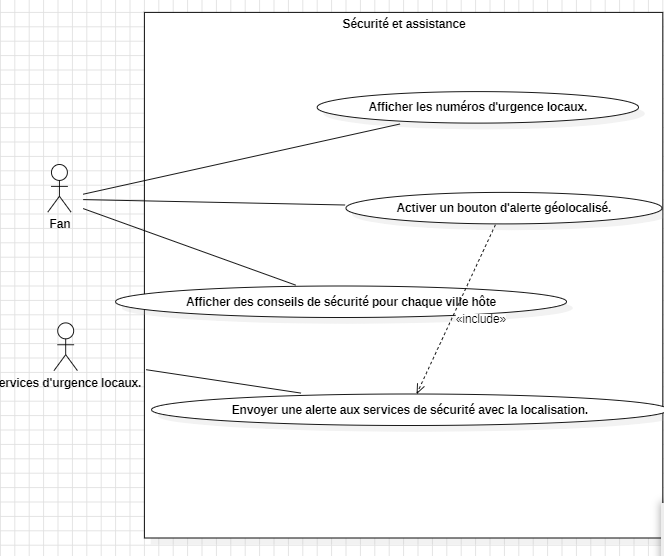 Sécurité et assistance
Afficher les numéros d'urgence locaux.
Fan
Activer un bouton d'alerte géolocalisé.
Afficher des conseils de sécurité pour chaque ville hôte
«include»
ervices d'urgence locaux.
Envoyer une alerte aux services de sécurité avec la localisation.